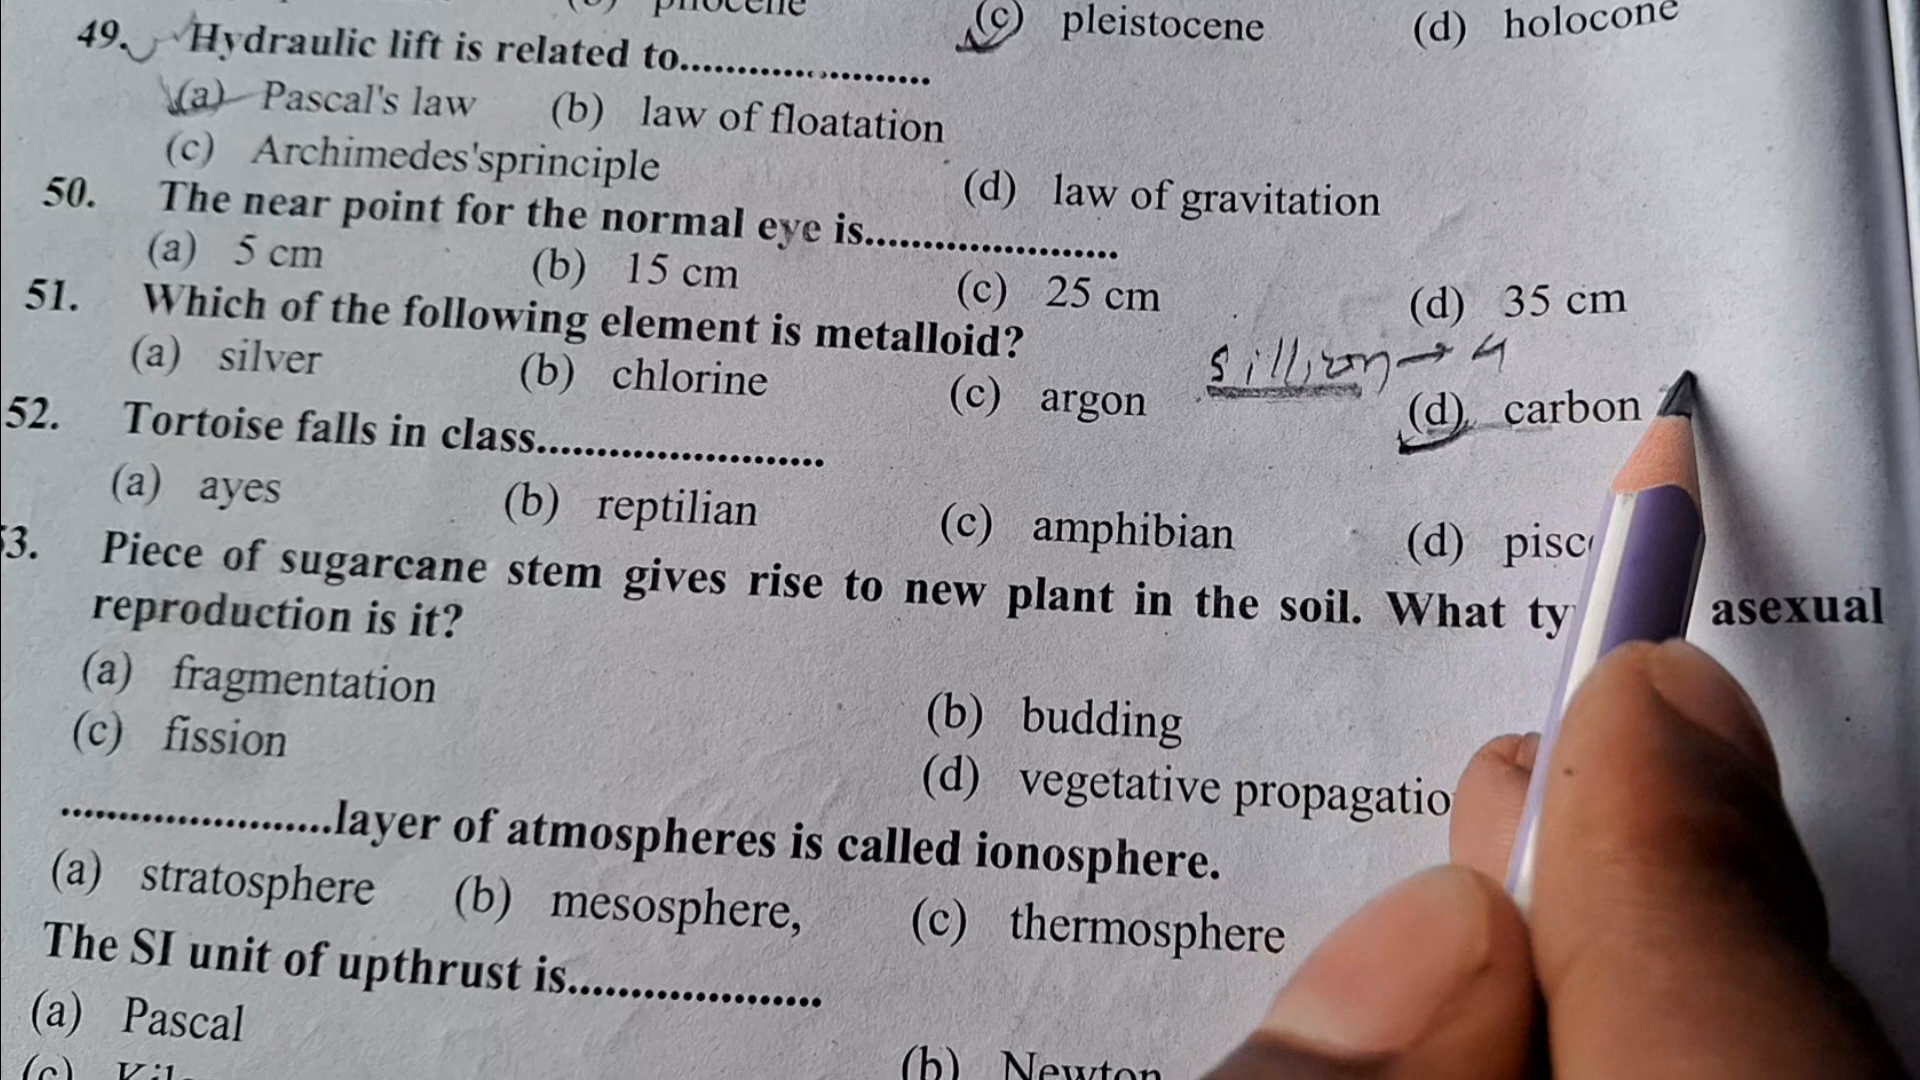 (c) pleistocene (d) holocone
49. Hydraulic lift is related to.....................
(a) Pascal's law (b) law of floatation
(c) Archimedes'sprinciple (d) law of gravitation
50. The near point for the normal eye is.....................
(a) 5 cm (b) 15 cm (c) 25 cm (d) 35 cm
51. Which of the following element is metalloid?
sillicon → 4
(a) silver (b) chlorine (c) argon (d) carbon
52. Tortoise falls in class.......................
(a) ayes (b) reptilian (c) amphibian (d)
3. Piece of sugarcane stem gives rise to new plant in the soil. What asexual
reproduction is it?
(a) fragmentation (b) budding
(c) fission (d) vegetative propagatio
......................layer of atmospheres is called ionosphere.
(a) stratosphere (b) mesosphere, (c) thermosphere
The SI unit of upthrust is.....................
(a) Pascal (b) Newton
(c)